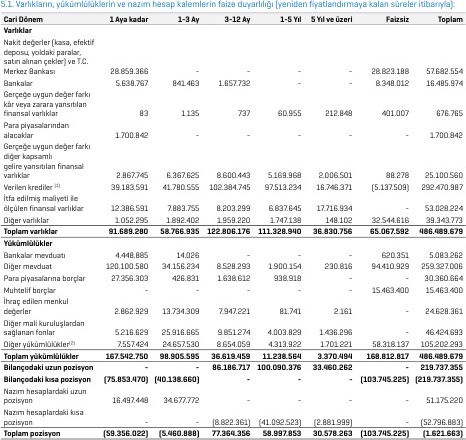 5.1. Varlıkların, yükümlülüklerin ve nazım hesap kalemlerin faize duyarlılığı (yeniden fiyatlandırmaya kalan süreler itibarıyla):
Cari Dönem 1 Aya kadar 1-3 Ay 3-12 Ay 1-5 Yıl 5 Yıl ve üzeri Faizsiz Toplam
Varlıklar
Nakit değerler (kasa, efektif
deposu, yoldaki paralar,
satın alınan çekler) ve T.C.
Merkez Bankası 28.859.366 - - - - 28.823.188 57.682.554
Bankalar 5.638.767 841.463 1.657.732 - - 8.348.012 16.485.974
Gerçeğe uygun değer farkı
kâr veya zarara yansıtılan
finansal varlıklar 83 1.135 737 60.955 212.848 401.007 676.765
Para piyasalarından
alacaklar 1.700.842 - - - - - 1.700.842
Gerçeğe uygun değer farkı
diğer kapsamlı
gelire yansıtılan finansal
varlıklar 2.867.745 6.367.625 8.600.443 5.169.968 2.006.501 88.278 25.100.560
Verilen krediler (1) 39.183.591 41.780.555 102.384.745 97.513.234 16.746.371 (5.137.509) 292.470.987
İtfa edilmiş maliyeti ile
ölçülen finansal varlıklar 12.386.591 7.883.755 8.203.299 6.837.645 17.716.934 - 53.028.224
Diğer varlıklar 1.052.295 1.892.402 1.959.220 1.747.138 148.102 32.544.616 39.343.773
Toplam varlıklar 91.689.280 58.766.935 122.806.176 111.328.940 36.830.756 65.067.592 486.489.679
Yükümlülükler
Bankalar mevduatı 4.448.885 14.026 - - - 620.351 5.083.262
Diğer mevduat 120.100.580 34.156.234 8.528.293 1.900.154 230.816 94.410.929 259.327.006
Para piyasalarına borçlar 27.356.303 426.831 1.638.612 938.918 - - 30.360.664
Muhtelif borçlar - - - - - 15.463.400 15.463.400
İhraç edilen menkul
değerler 2.862.929 13.734.309 7.947.221 81.741 2.161 - 24.628.361
Diğer mali kuruluşlardan
sağlanan fonlar 5.216.629 25.916.665 9.851.274 4.003.829 1.436.296 - 46.424.693
Diğer yükümlülükler(2) 7.557.424 24.657.530 8.654.059 4.313.922 1.701.221 58.318.137 105.202.293
Toplam yükümlülükler 167.542.750 98.905.595 36.619.459 11.238.564 3.370.494 168.812.817 486.489.679
Bilançodaki uzun pozisyon - - 86.186.717 100.090.376 33.460.262 - 219.737.355
Bilançodaki kısa pozisyon (75.853.470) (40.138.660) - - - (103.745.225) (219.737.355)
Nazım hesaplardaki uzun
pozisyon 16.497.448 34.677.772 - - - - 51.175.220
Nazım hesaplardaki kısa
pozisyon - - (8.822.361) (41.092.523) (2.881.999) - (52.796.883)
Toplam pozisyon (59.356.022) (5.460.888) 77.364.356 58.997.853 30.578.263 (103.745.225) (1.621.663)